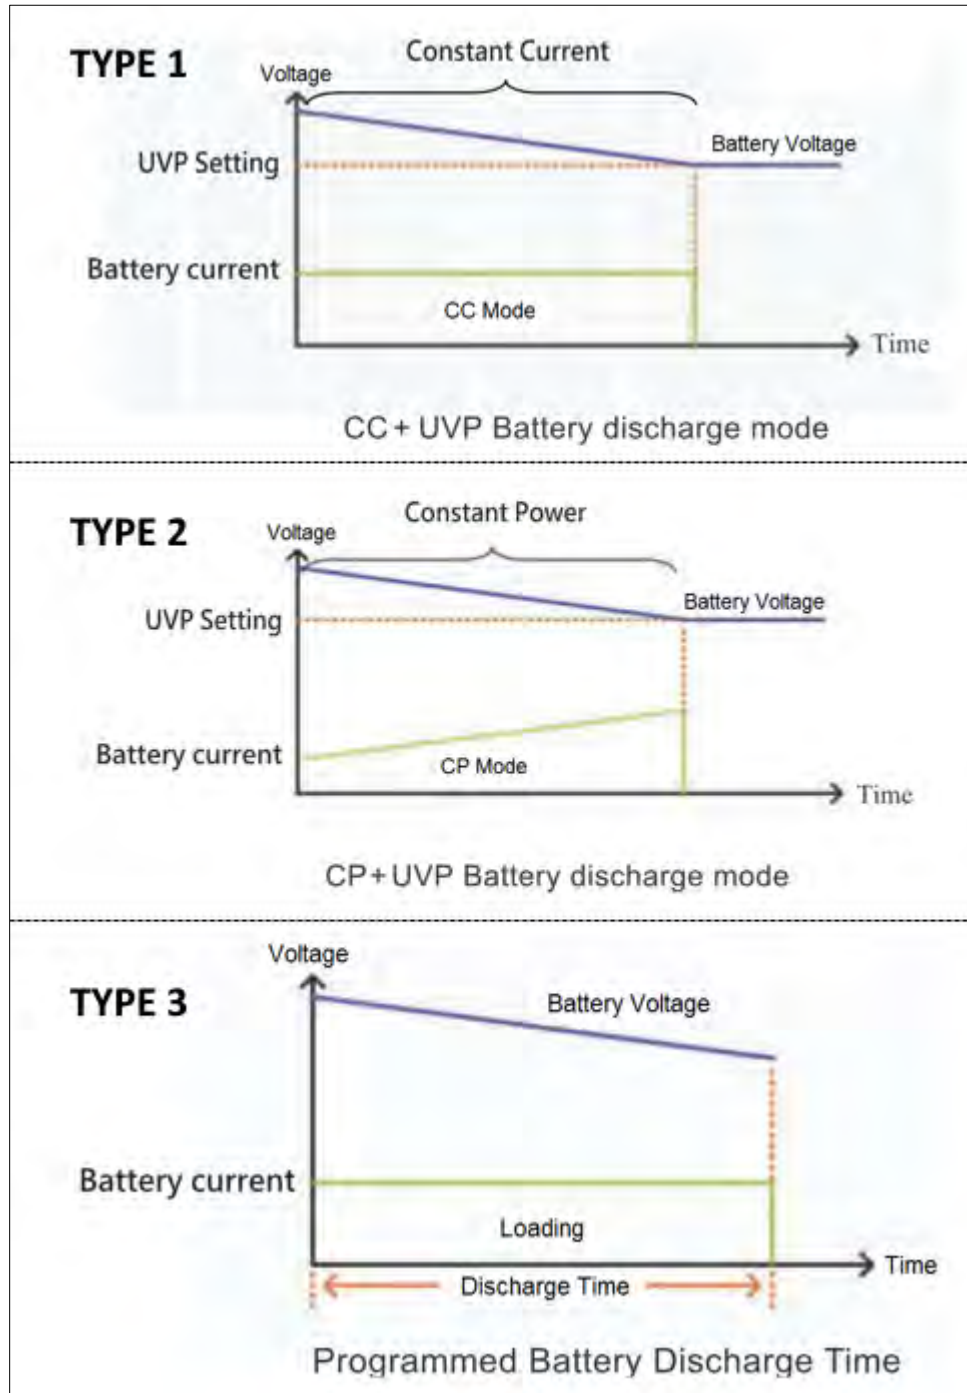 TYPE 1
Constant Current
Voltage
Battery Voltage
UVP Setting
Battery current
CC Mode
Time
CC + UVP Battery discharge mode
TYPE 2
Constant Power
Voltage
Battery Voltage
UVP Setting
Battery current
CP Mode
Time
CP + UVP Battery discharge mode
Voltage
TYPE 3
Battery Voltage
Battery current
Loading
Time
Discharge Time
Programmed Battery Discharge Time